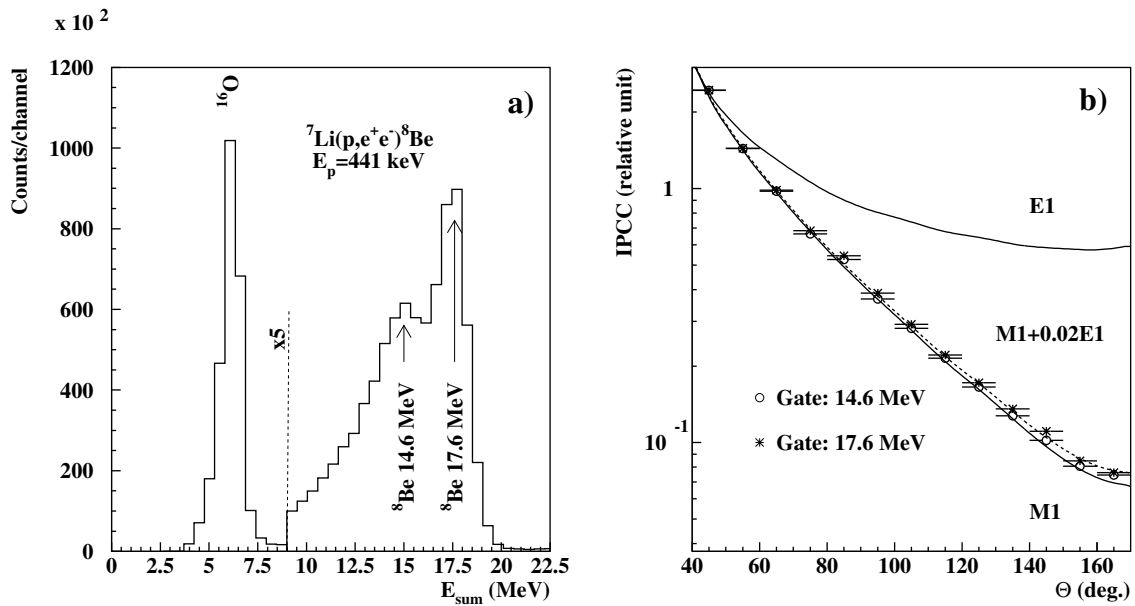 x 10 2
Counts/channel
1200
1000
800
600
400
200
0
0 2.5 5 7.5 10 12.5 15 17.5 20 22.5
E sum (MeV)
a)
16O
7Li(p,e+e-)8Be
Ep=441 keV
x5
8Be 14.6 MeV
8Be 17.6 MeV
IPCC (relative unit)
1
10 -1
40 60 80 100 120 140 160
Θ (deg.)
b)
E1
M1+0.02E1
Gate: 14.6 MeV
Gate: 17.6 MeV
M1